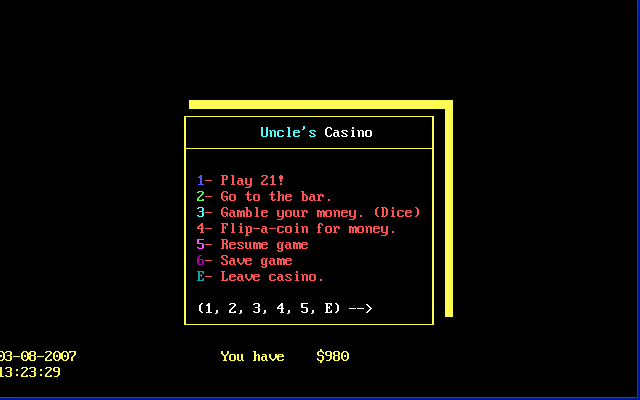 Uncle's Casino
1- Play 21!
2- Go to the bar.
3- Gamble your money. (Dice)
4- Flip-a-coin for money.
5- Resume game
6- Save game
E- Leave casino.
(1, 2, 3, 4, 5, E) -->
03-08-2007 You have $980
13:23:29